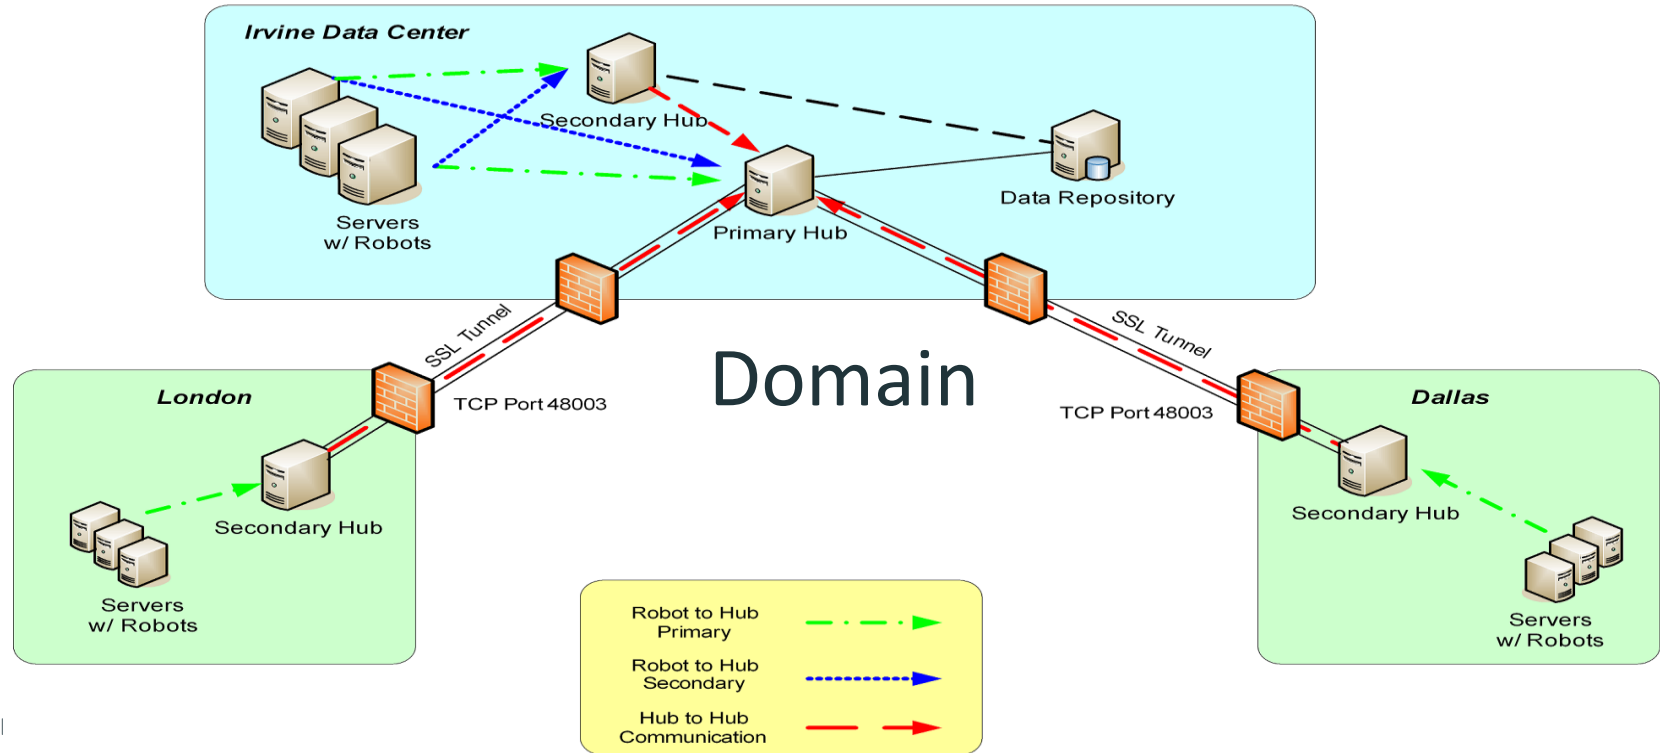 Irvine Data Center
Secondary Hub
Data Repository
Servers
w/ Robots
Primary Hub
SSL Tunnel
SSL Tunnel
Domain
London
TCP Port 48003
TCP Port 48003
Dallas
Secondary Hub
Secondary Hub
Servers
w/ Robots
Servers
w/ Robots
Robot to Hub
Primary
Robot to Hub
Secondary
Hub to Hub
Communication